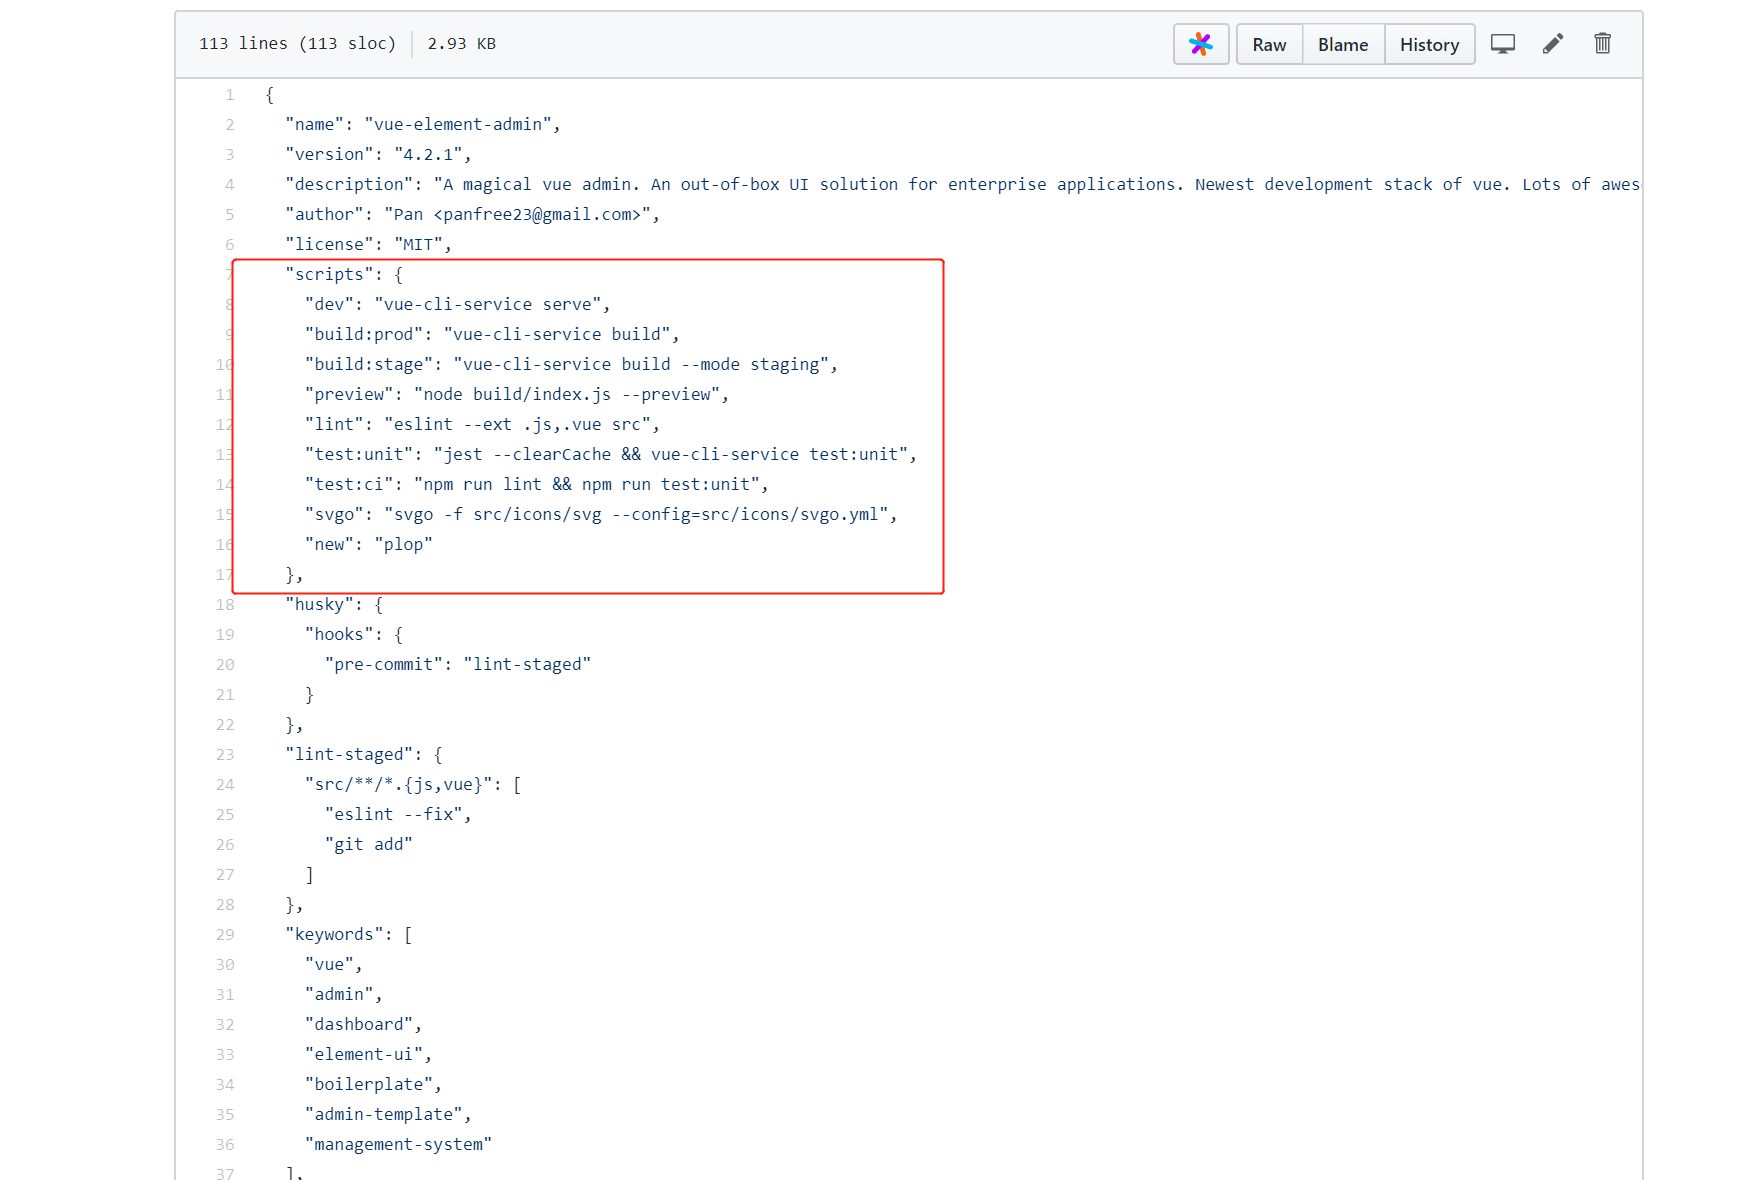 113 lines (113 sloc) 2.93 KB Raw Blame History
1 {
2 "name": "vue-element-admin",
3 "version": "4.2.1",
4 "description": "A magical vue admin. An out-of-box UI solution for enterprise applications. Newest development stack of vue. Lots of awes
5 "author": "Pan <panfree23@gmail.com>",
6 "license": "MIT",
7 "scripts": {
8 "dev": "vue-cli-service serve",
9 "build:prod": "vue-cli-service build",
10 "build:stage": "vue-cli-service build --mode staging",
11 "preview": "node build/index.js --preview",
12 "lint": "eslint --ext .js,.vue src",
13 "test:unit": "jest --clearCache && vue-cli-service test:unit",
14 "test:ci": "npm run lint && npm run test:unit",
15 "svgo": "svgo -f src/icons/svg --config=src/icons/svgo.yml",
16 "new": "plop"
17 },
18 "husky": {
19 "hooks": {
20 "pre-commit": "lint-staged"
21 }
22 },
23 "lint-staged": {
24 "src/**/*.{js,vue}": [
25 "eslint --fix",
26 "git add"
27 ]
28 },
29 "keywords": [
30 "vue",
31 "admin",
32 "dashboard",
33 "element-ui",
34 "boilerplate",
35 "admin-template",
36 "management-system"
37 ],